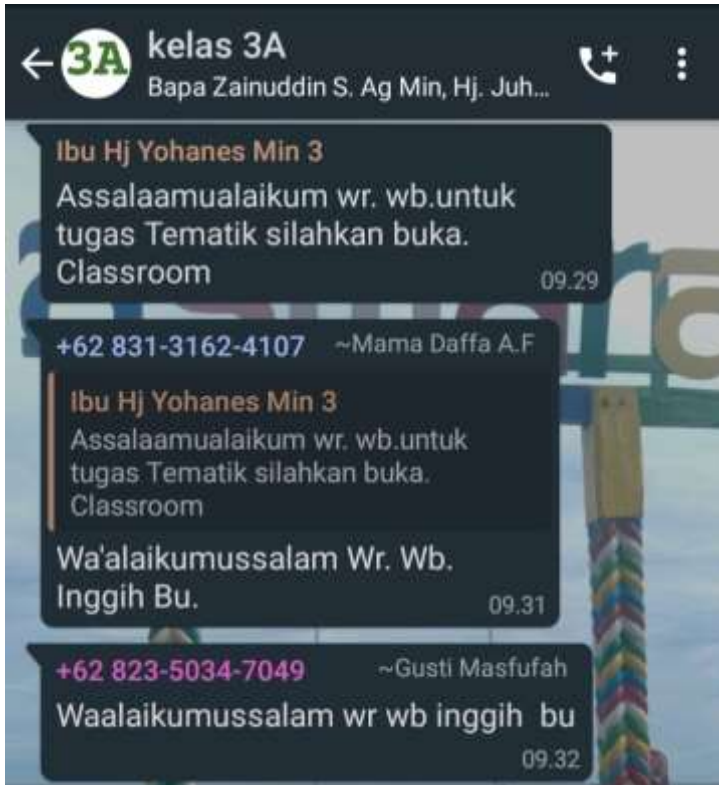 3A
kelas 3A
Bapa Zainuddin S. Ag Min, Hj. Juh...
Ibu Hj Yohanes Min 3
Assalaamualaikum wr. wb.untuk
tugas Tematik silahkan buka.
Classroom
09.29
+62 831-3162-4107 ~Mama Daffa A.F
Ibu Hj Yohanes Min 3
Assalaamualaikum wr. wb.untuk
tugas Tematik silahkan buka.
Classroom
Wa'alaikumussalam Wr. Wb.
Inggih Bu.
09.31
+62 823-5034-7049 ~Gusti Masfufah
Waalaikumussalam wr wb inggih bu
09.32